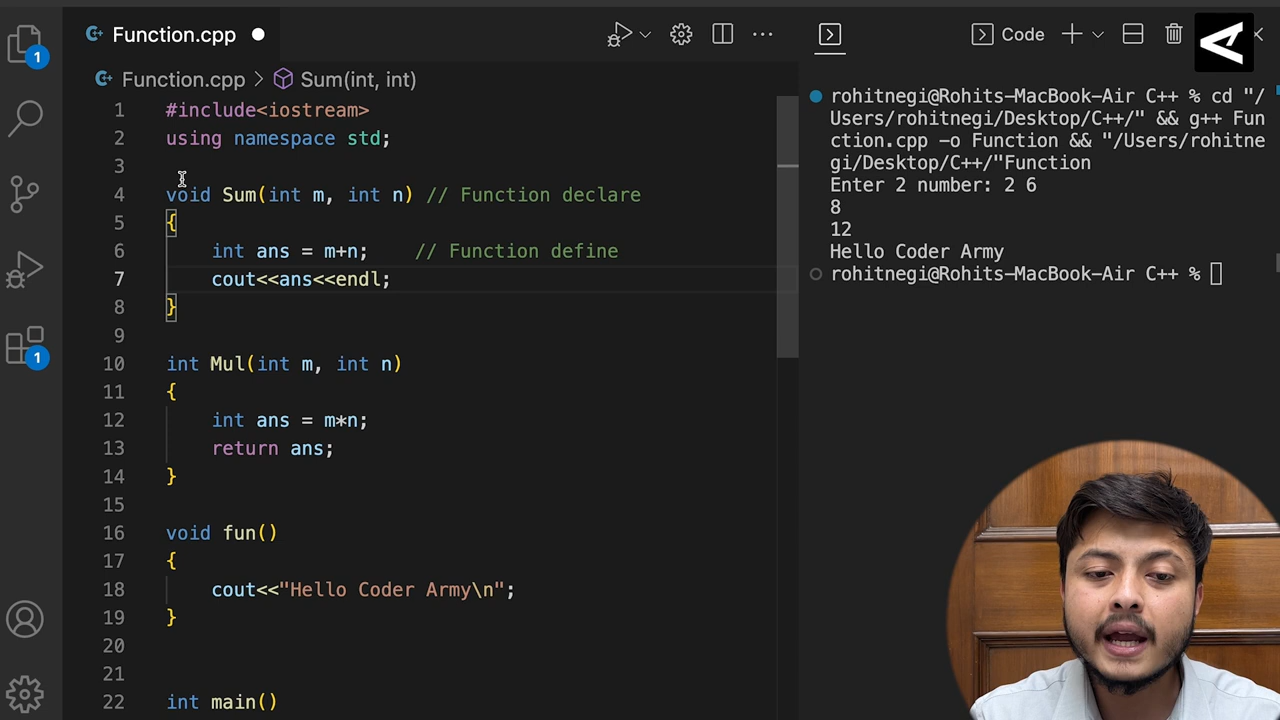 Function.cpp
Code
Function.cpp > Sum(int, int)
1 #include<iostream>
2 using namespace std;
3
4 void Sum(int m, int n) // Function declare
5 {
6 int ans = m+n; // Function define
7 cout<<ans<<endl;
8 }
9
10 int Mul(int m, int n)
11 {
12 int ans = m*n;
13 return ans;
14 }
15
16 void fun()
17 {
18 cout<<"Hello Coder Army\n";
19 }
20
21
22 int main()
rohitnegi@Rohits-MacBook-Air C++ % cd "/
Users/rohitnegi/Desktop/C++/" && g++ Fun
ction.cpp -o Function && "/Users/rohitne
gi/Desktop/C++/"Function
Enter 2 number: 2 6
8
12
Hello Coder Army
rohitnegi@Rohits-MacBook-Air C++ %
1
1